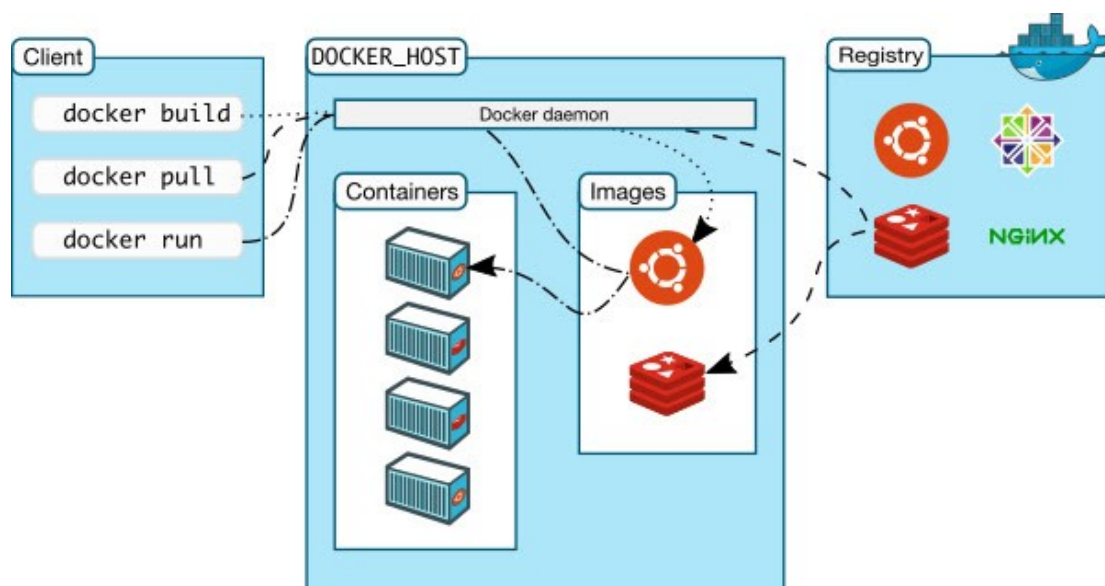 Client
docker build
docker pull
docker run
DOCKER_HOST
Docker daemon
Containers
Images
Registry
NGiNX